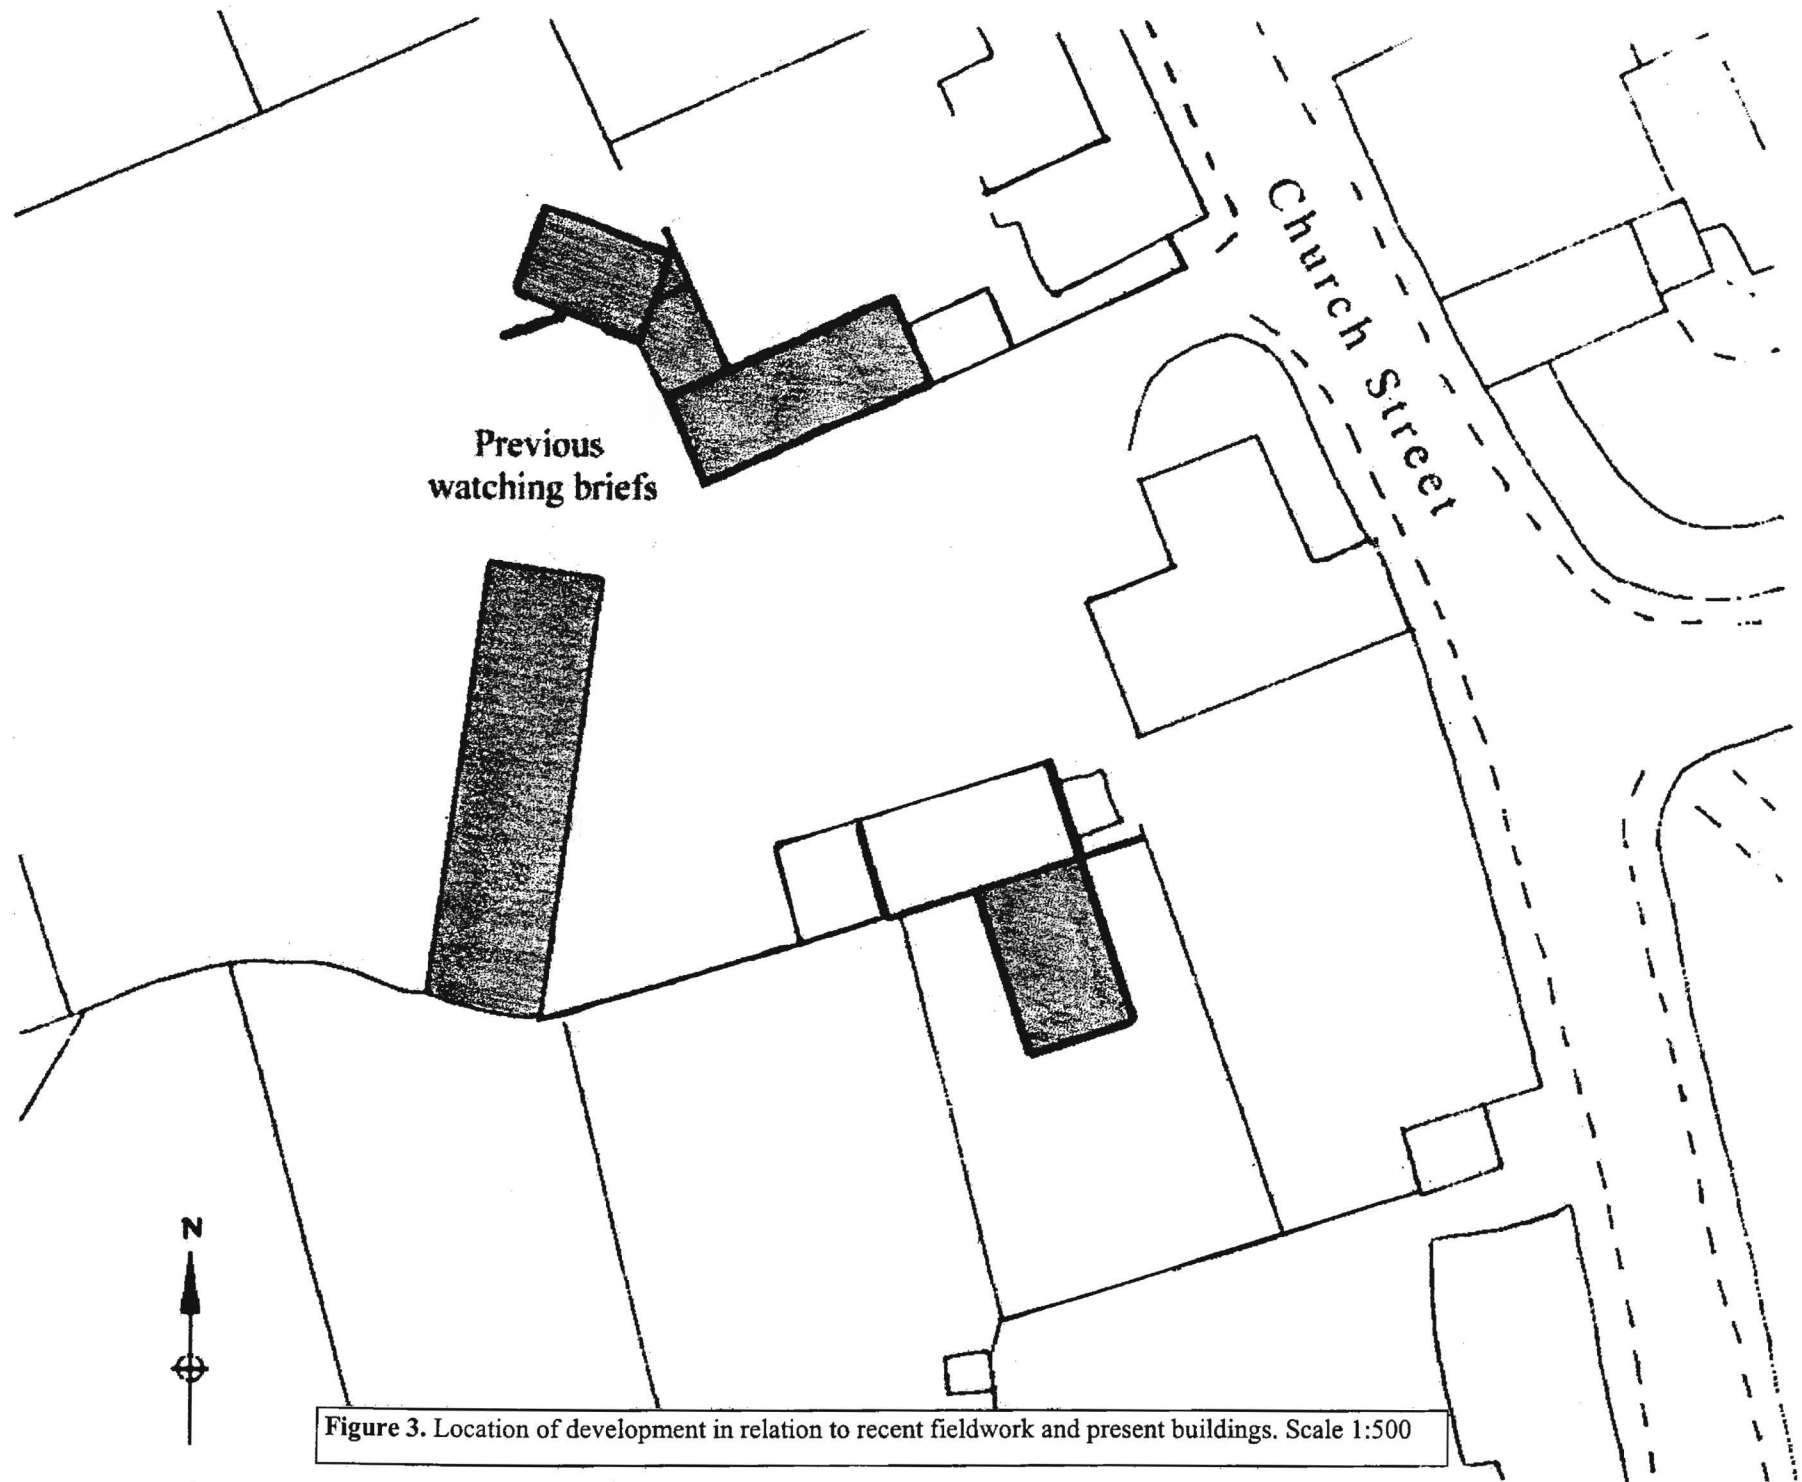 Church Street
Previous
watching briefs
N
Figure 3. Location of development in relation to recent fieldwork and present buildings. Scale 1:500